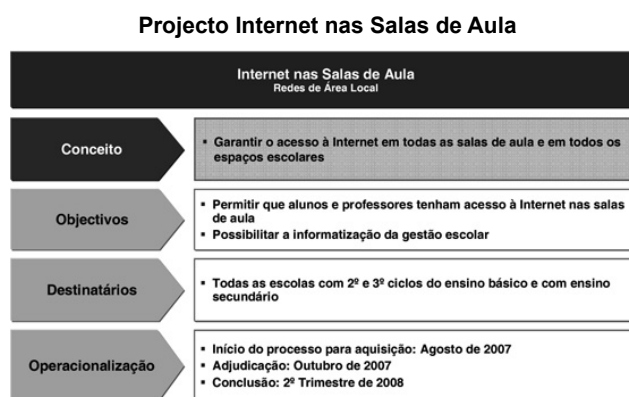 Projecto Internet nas Salas de Aula
Internet nas Salas de Aula
Redes de Área Local
Conceito
▪ Garantir o acesso à Internet em todas as salas de aula e em todos os
espaços escolares
Objectivos
▪ Permitir que alunos e professores tenham acesso à Internet nas salas
de aula
▪ Possibilitar a informatização da gestão escolar
Destinatários
▪ Todas as escolas com 2º e 3º ciclos do ensino básico e com ensino
secundário
Operacionalização
▪ Início do processo para aquisição: Agosto de 2007
▪ Adjudicação: Outubro de 2007
▪ Conclusão: 2º Trimestre de 2008